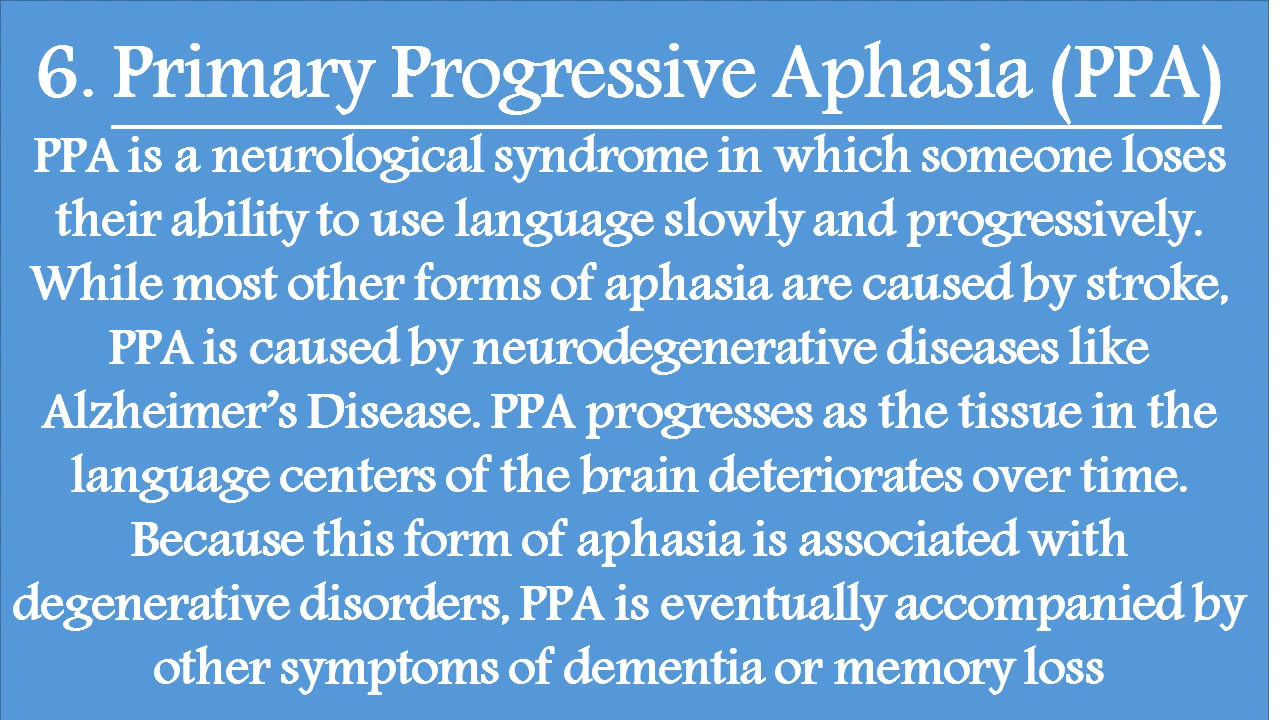 6. Primary Progressive Aphasia (PPA)
PPA is a neurological syndrome in which someone loses
their ability to use language slowly and progressively.
While most other forms of aphasia are caused by stroke,
PPA is caused by neurodegenerative diseases like
Alzheimer’s Disease. PPA progresses as the tissue in the
language centers of the brain deteriorates over time.
Because this form of aphasia is associated with
degenerative disorders, PPA is eventually accompanied by
other symptoms of dementia or memory loss